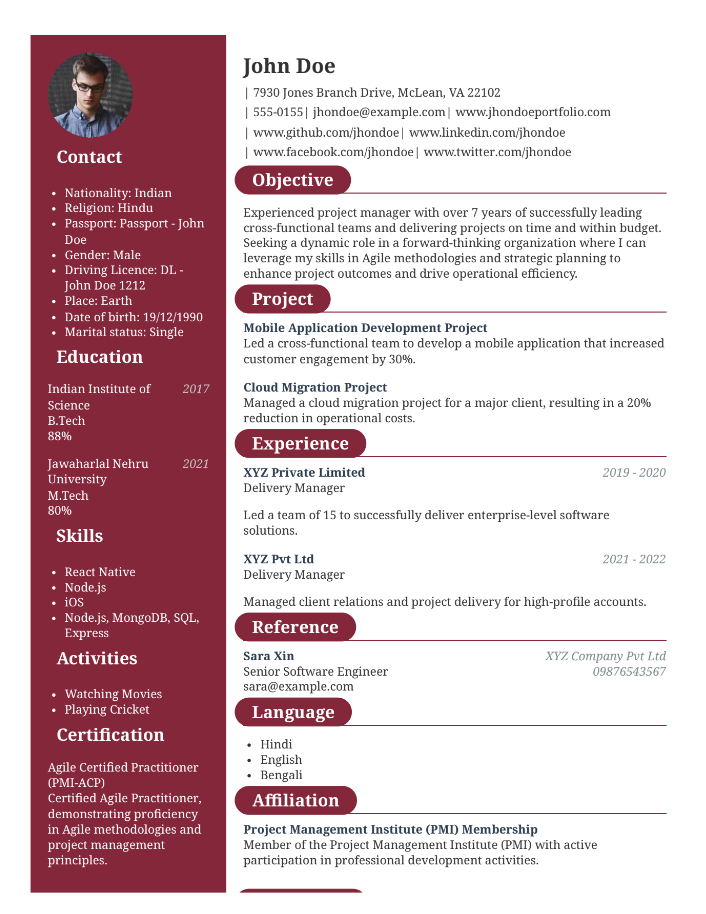 Contact
• Nationality: Indian
• Religion: Hindu
• Passport: Passport - John
Doe
• Gender: Male
• Driving Licence: DL -
John Doe 1212
• Place: Earth
• Date of birth: 19/12/1990
• Marital status: Single
Education
Indian Institute of 2017
Science
B.Tech
88%
Jawaharlal Nehru 2021
University
M.Tech
80%
Skills
• React Native
• Node.js
• iOS
• Node.js, MongoDB, SQL,
Express
Activities
• Watching Movies
• Playing Cricket
Certification
Agile Certified Practitioner
(PMI-ACP)
Certified Agile Practitioner,
demonstrating proficiency
in Agile methodologies and
project management
principles.
John Doe
| 7930 Jones Branch Drive, McLean, VA 22102
| 555-0155| jhondoe@example.com| www.jhondoeportfolio.com
| www.github.com/jhondoe| www.linkedin.com/jhondoe
| www.facebook.com/jhondoe| www.twitter.com/jhondoe
Objective
Experienced project manager with over 7 years of successfully leading
cross-functional teams and delivering projects on time and within budget.
Seeking a dynamic role in a forward-thinking organization where I can
leverage my skills in Agile methodologies and strategic planning to
enhance project outcomes and drive operational efficiency.
Project
Mobile Application Development Project
Led a cross-functional team to develop a mobile application that increased
customer engagement by 30%.
Cloud Migration Project
Managed a cloud migration project for a major client, resulting in a 20%
reduction in operational costs.
Experience
XYZ Private Limited 2019 - 2020
Delivery Manager
Led a team of 15 to successfully deliver enterprise-level software
solutions.
XYZ Pvt Ltd 2021 - 2022
Delivery Manager
Managed client relations and project delivery for high-profile accounts.
Reference
Sara Xin XYZ Company Pvt Ltd
Senior Software Engineer 09876543567
sara@example.com
Language
• Hindi
• English
• Bengali
Affiliation
Project Management Institute (PMI) Membership
Member of the Project Management Institute (PMI) with active
participation in professional development activities.